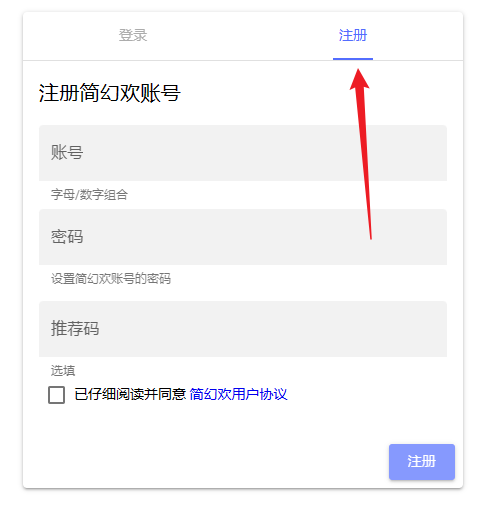 登录 注册
注册简幻欢账号
账号
字母/数字组合
密码
设置简幻欢账号的密码
推荐码
选填
已仔细阅读并同意 简幻欢用户协议
注册